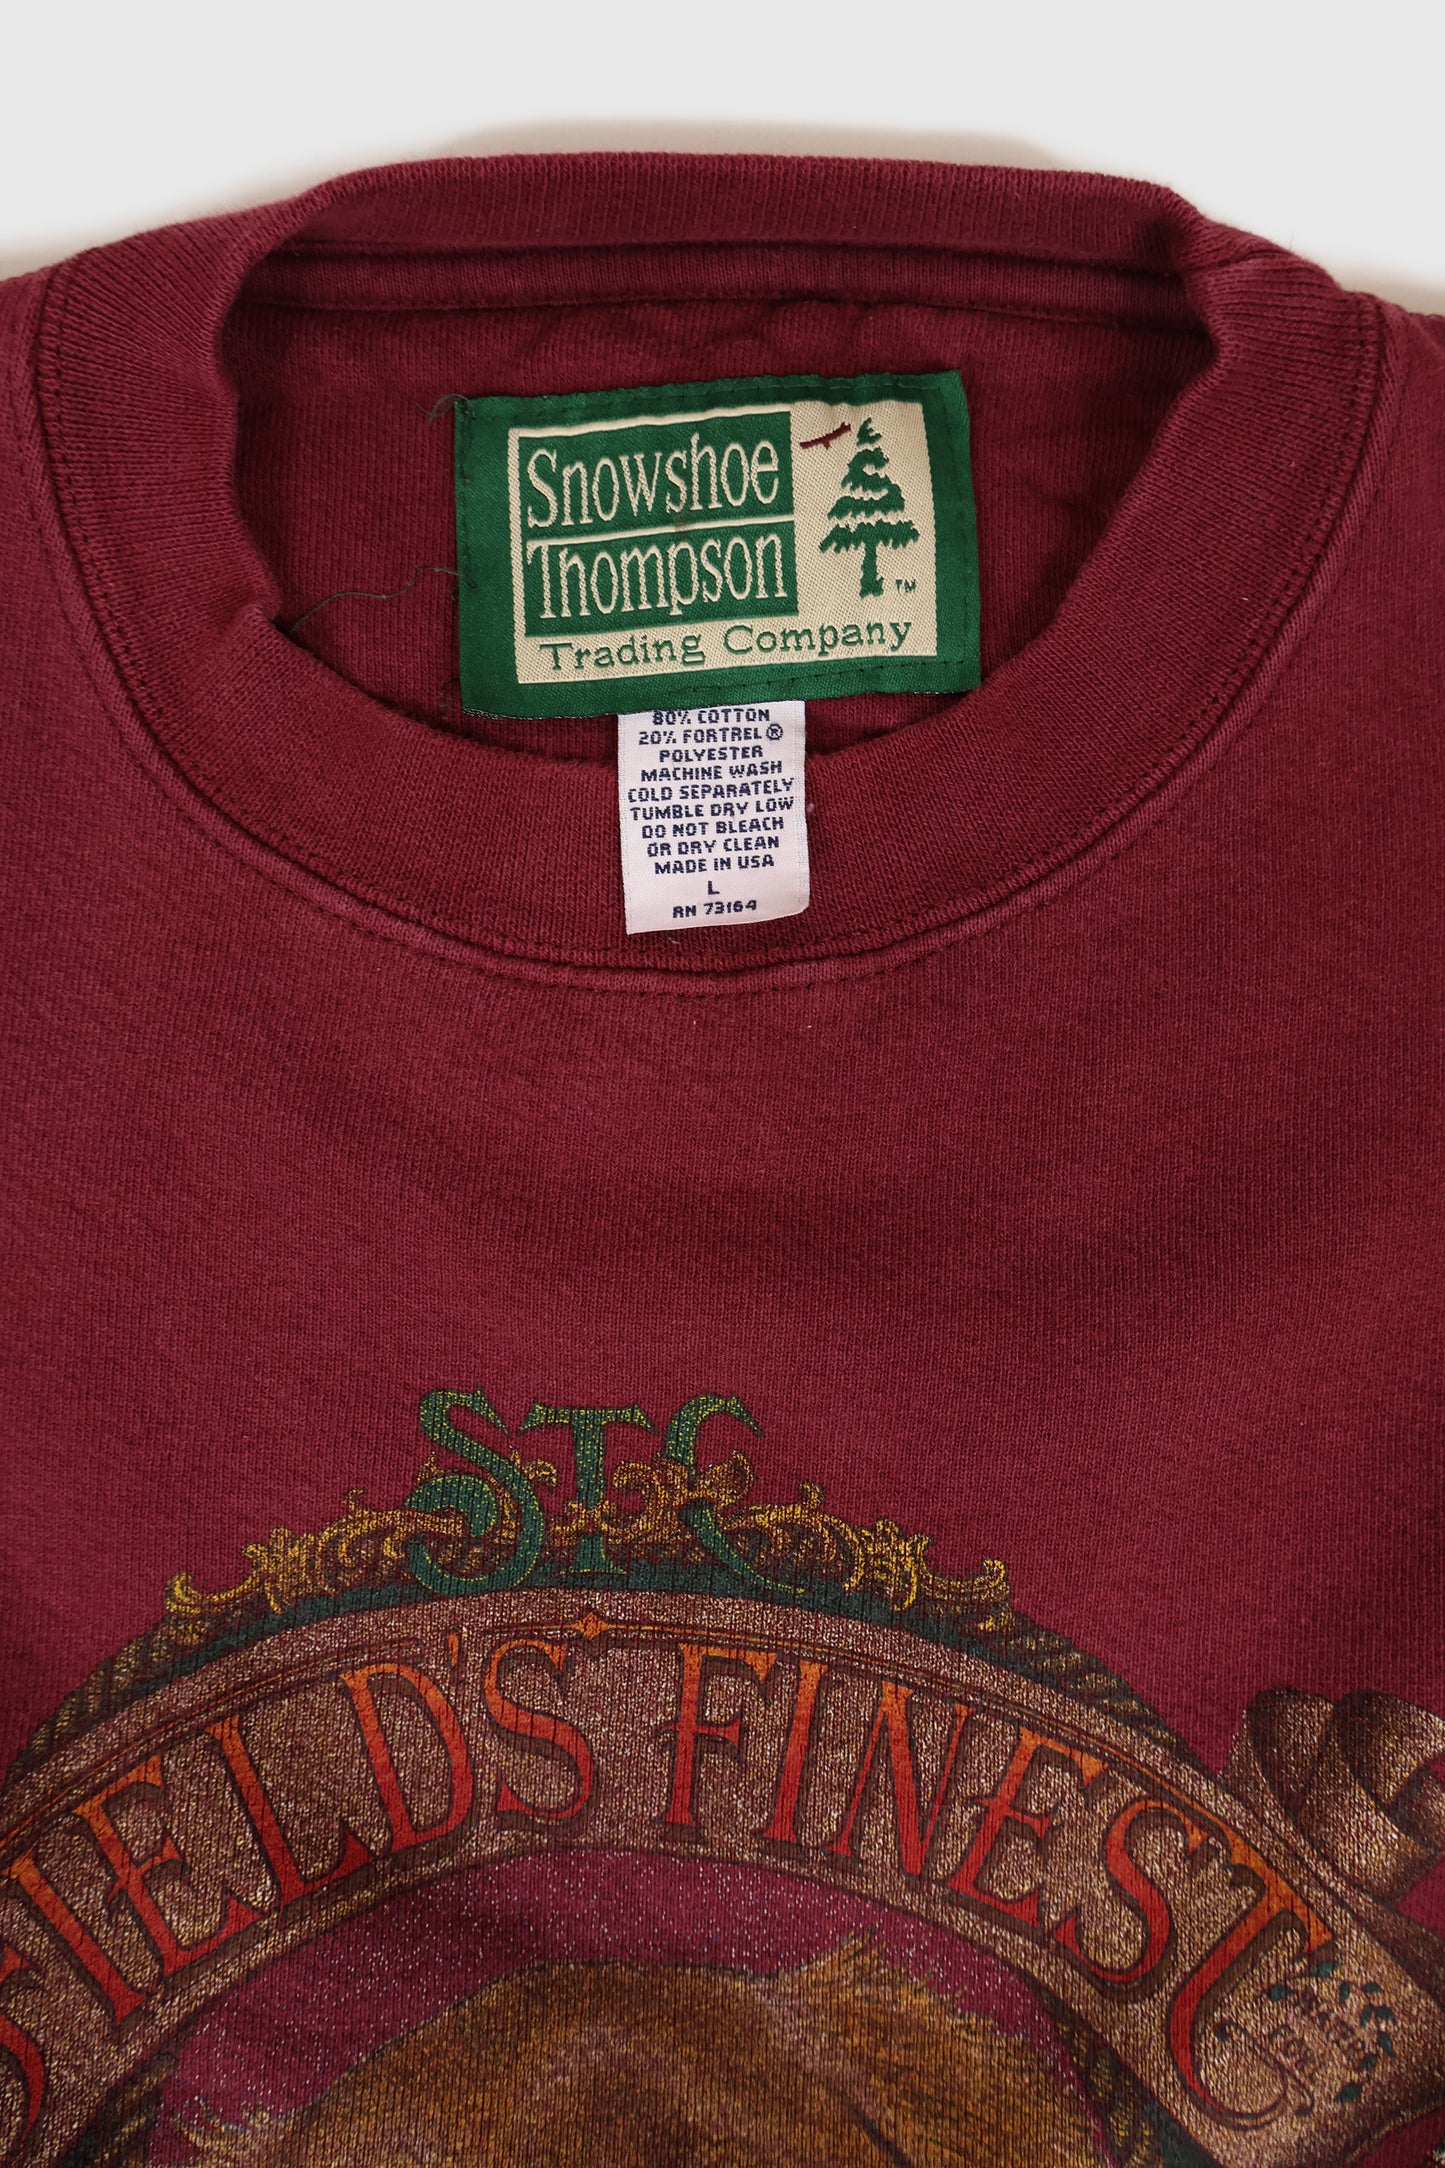 Snowshoe
Thompson
TM
Trading Company
80% COTTON
20% FORTREL®
POLYESTER
MACHINE WASH
COLD SEPARATELY
TUMBLE DRY LOW
DO NOT BLEACH
OR DRY CLEAN
MADE IN USA
L
RN 73164
STC
FIELD'S FINEST